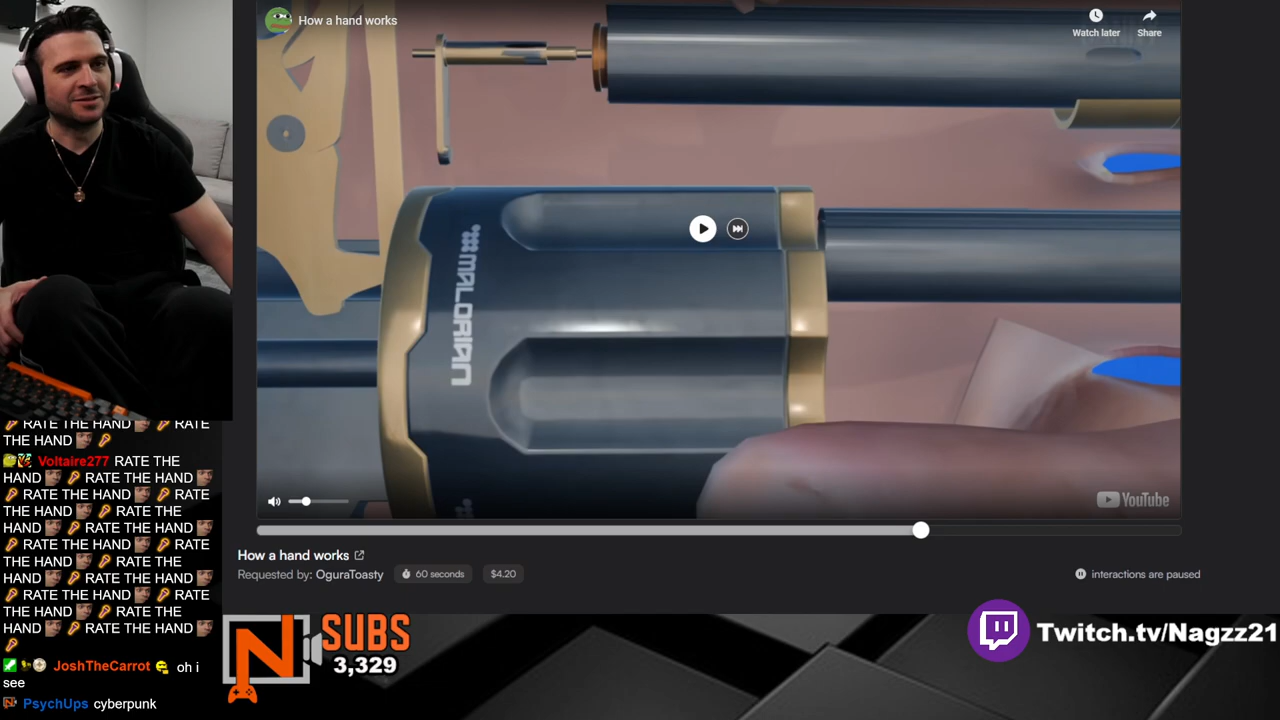 How a hand works
Watch later
Share
MALORIAN
YouTube
How a hand works
Requested by: OguraToasty
60 seconds
$4.20
interactions are paused
RATE THE HAND RATE
THE HAND
Voltaire277 RATE THE
HAND RATE THE HAND
RATE THE HAND RATE
THE HAND RATE THE
HAND RATE THE HAND
RATE THE HAND RATE
THE HAND RATE THE
HAND RATE THE HAND
RATE THE HAND RATE
THE HAND RATE THE
HAND RATE THE HAND
JoshTheCarrot oh i
see
PsychUps cyberpunk
N SUBS
3,329
Twitch.tv/Nagzz21